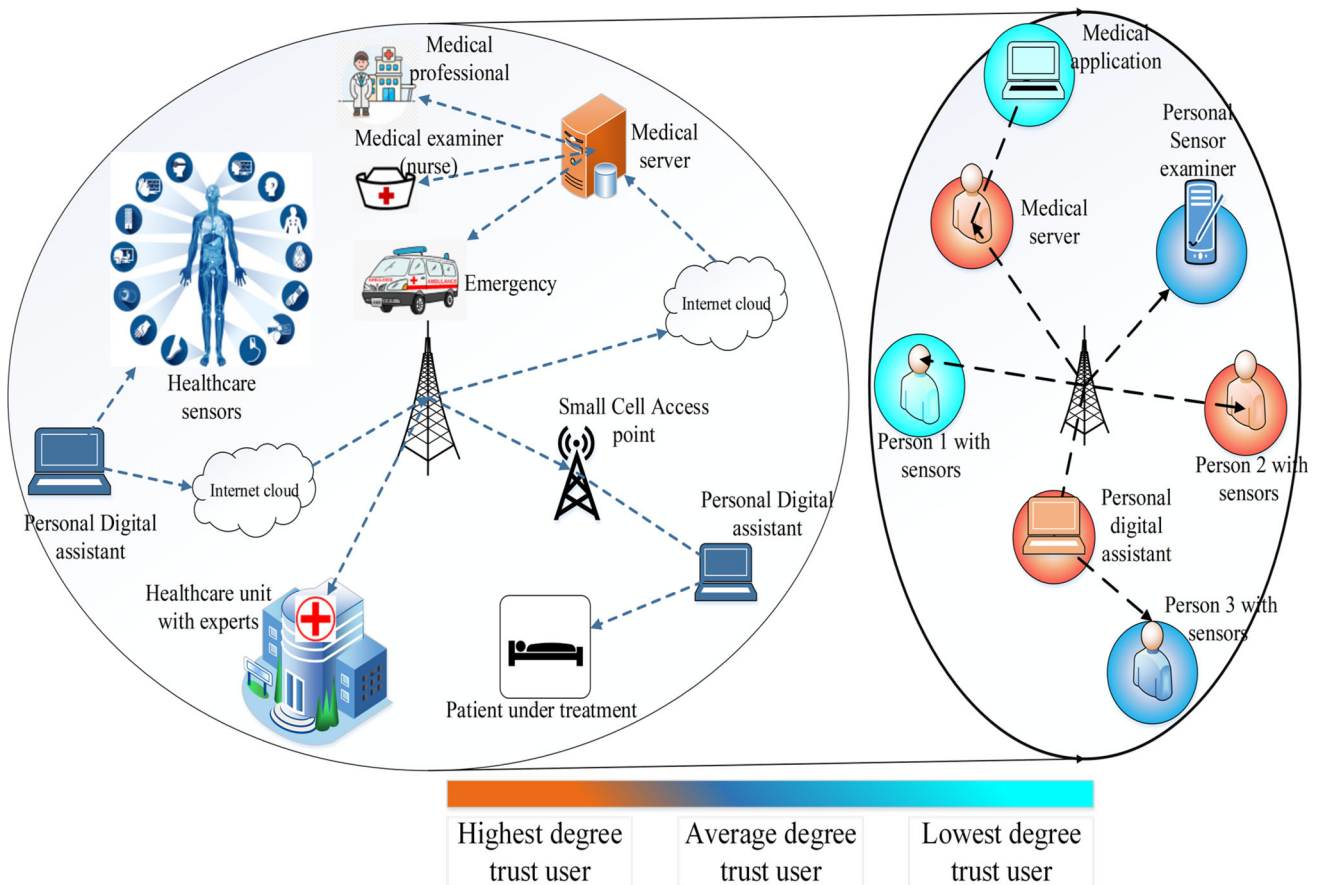 Medical
professional
Medical examiner
(nurse)
Medical
server
Emergency
Internet cloud
Healthcare
sensors
Small Cell Access
point
Internet cloud
Personal Digital
assistant
Personal Digital
assistant
Healthcare unit
with experts
Patient under treatment
Medical
application
Personal
Sensor
examiner
Medical
server
Person 1 with
sensors
Person 2 with
sensors
Personal
digital
assistant
Person 3 with
sensors
Highest degree
trust user
Average degree
trust user
Lowest degree
trust user